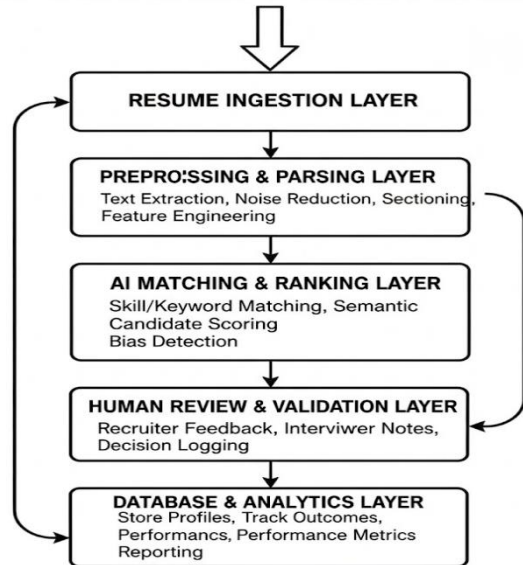 RESUME INGESTION LAYER
PREPROSSING & PARSING LAYER
Text Extraction, Noise Reduction, Sectioning,
Feature Engineering
AI MATCHING & RANKING LAYER
Skill/Keyword Matching, Semantic
Candidate Scoring
Bias Detection
HUMAN REVIEW & VALIDATION LAYER
Recruiter Feedback, Interviwer Notes,
Decision Logging
DATABASE & ANALYTICS LAYER
Store Profiles, Track Outcomes,
Performancs, Performance Metrics
Reporting